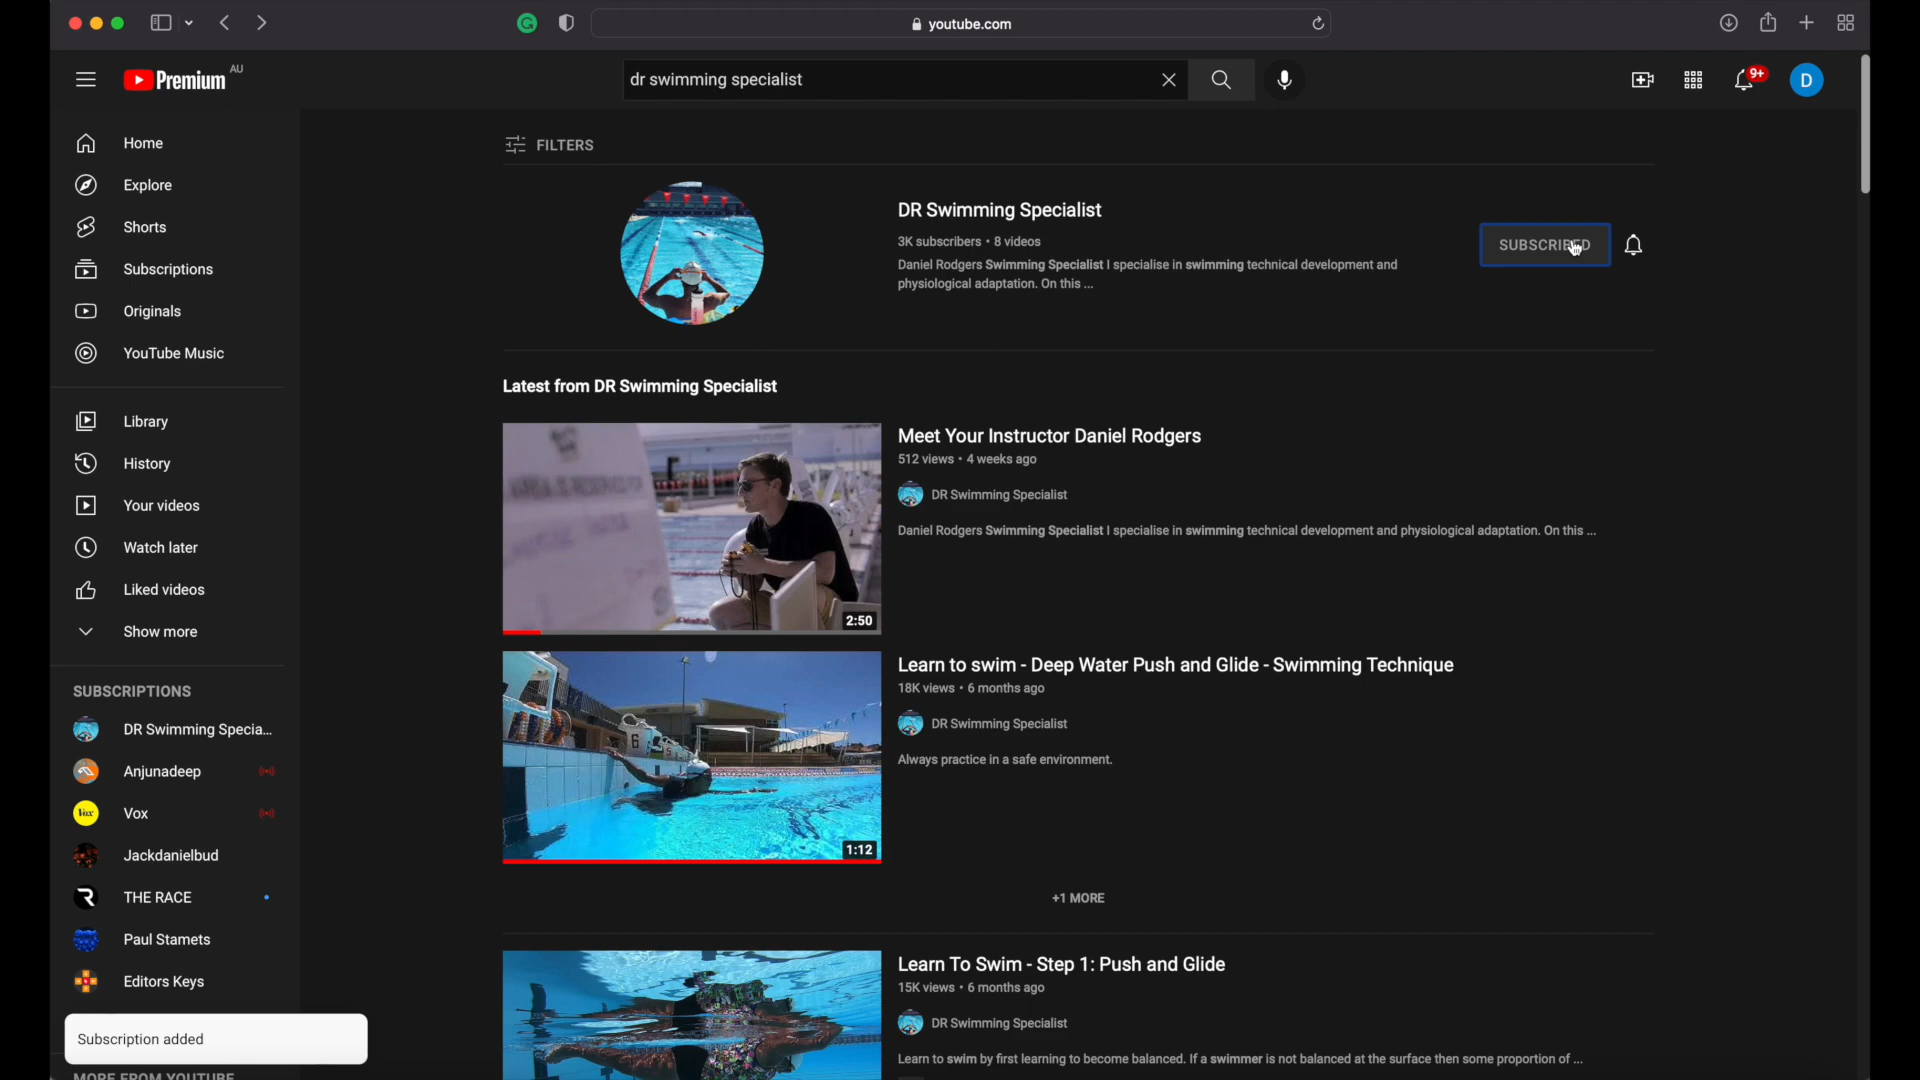 youtube.com
Premium AU
dr swimming specialist
9+
D
Home
Explore
Shorts
Subscriptions
Originals
YouTube Music
Library
History
Your videos
Watch later
Liked videos
Show more
SUBSCRIPTIONS
DR Swimming Specia...
Anjunadeep
Vox
Jackdanielbud
THE RACE
Paul Stamets
Editors Keys
Subscription added
MORE FROM YOUTUBE
FILTERS
DR Swimming Specialist
3K subscribers • 8 videos
Daniel Rodgers Swimming Specialist I specialise in swimming technical development and
physiological adaptation. On this ...
SUBSCRIBED
Latest from DR Swimming Specialist
2:50
Meet Your Instructor Daniel Rodgers
512 views • 4 weeks ago
DR Swimming Specialist
Daniel Rodgers Swimming Specialist I specialise in swimming technical development and physiological adaptation. On this ...
6
5
1:12
Learn to swim - Deep Water Push and Glide - Swimming Technique
18K views • 6 months ago
DR Swimming Specialist
Always practice in a safe environment.
+1 MORE
Learn To Swim - Step 1: Push and Glide
15K views • 6 months ago
DR Swimming Specialist
Learn to swim by first learning to become balanced. If a swimmer is not balanced at the surface then some proportion of ...